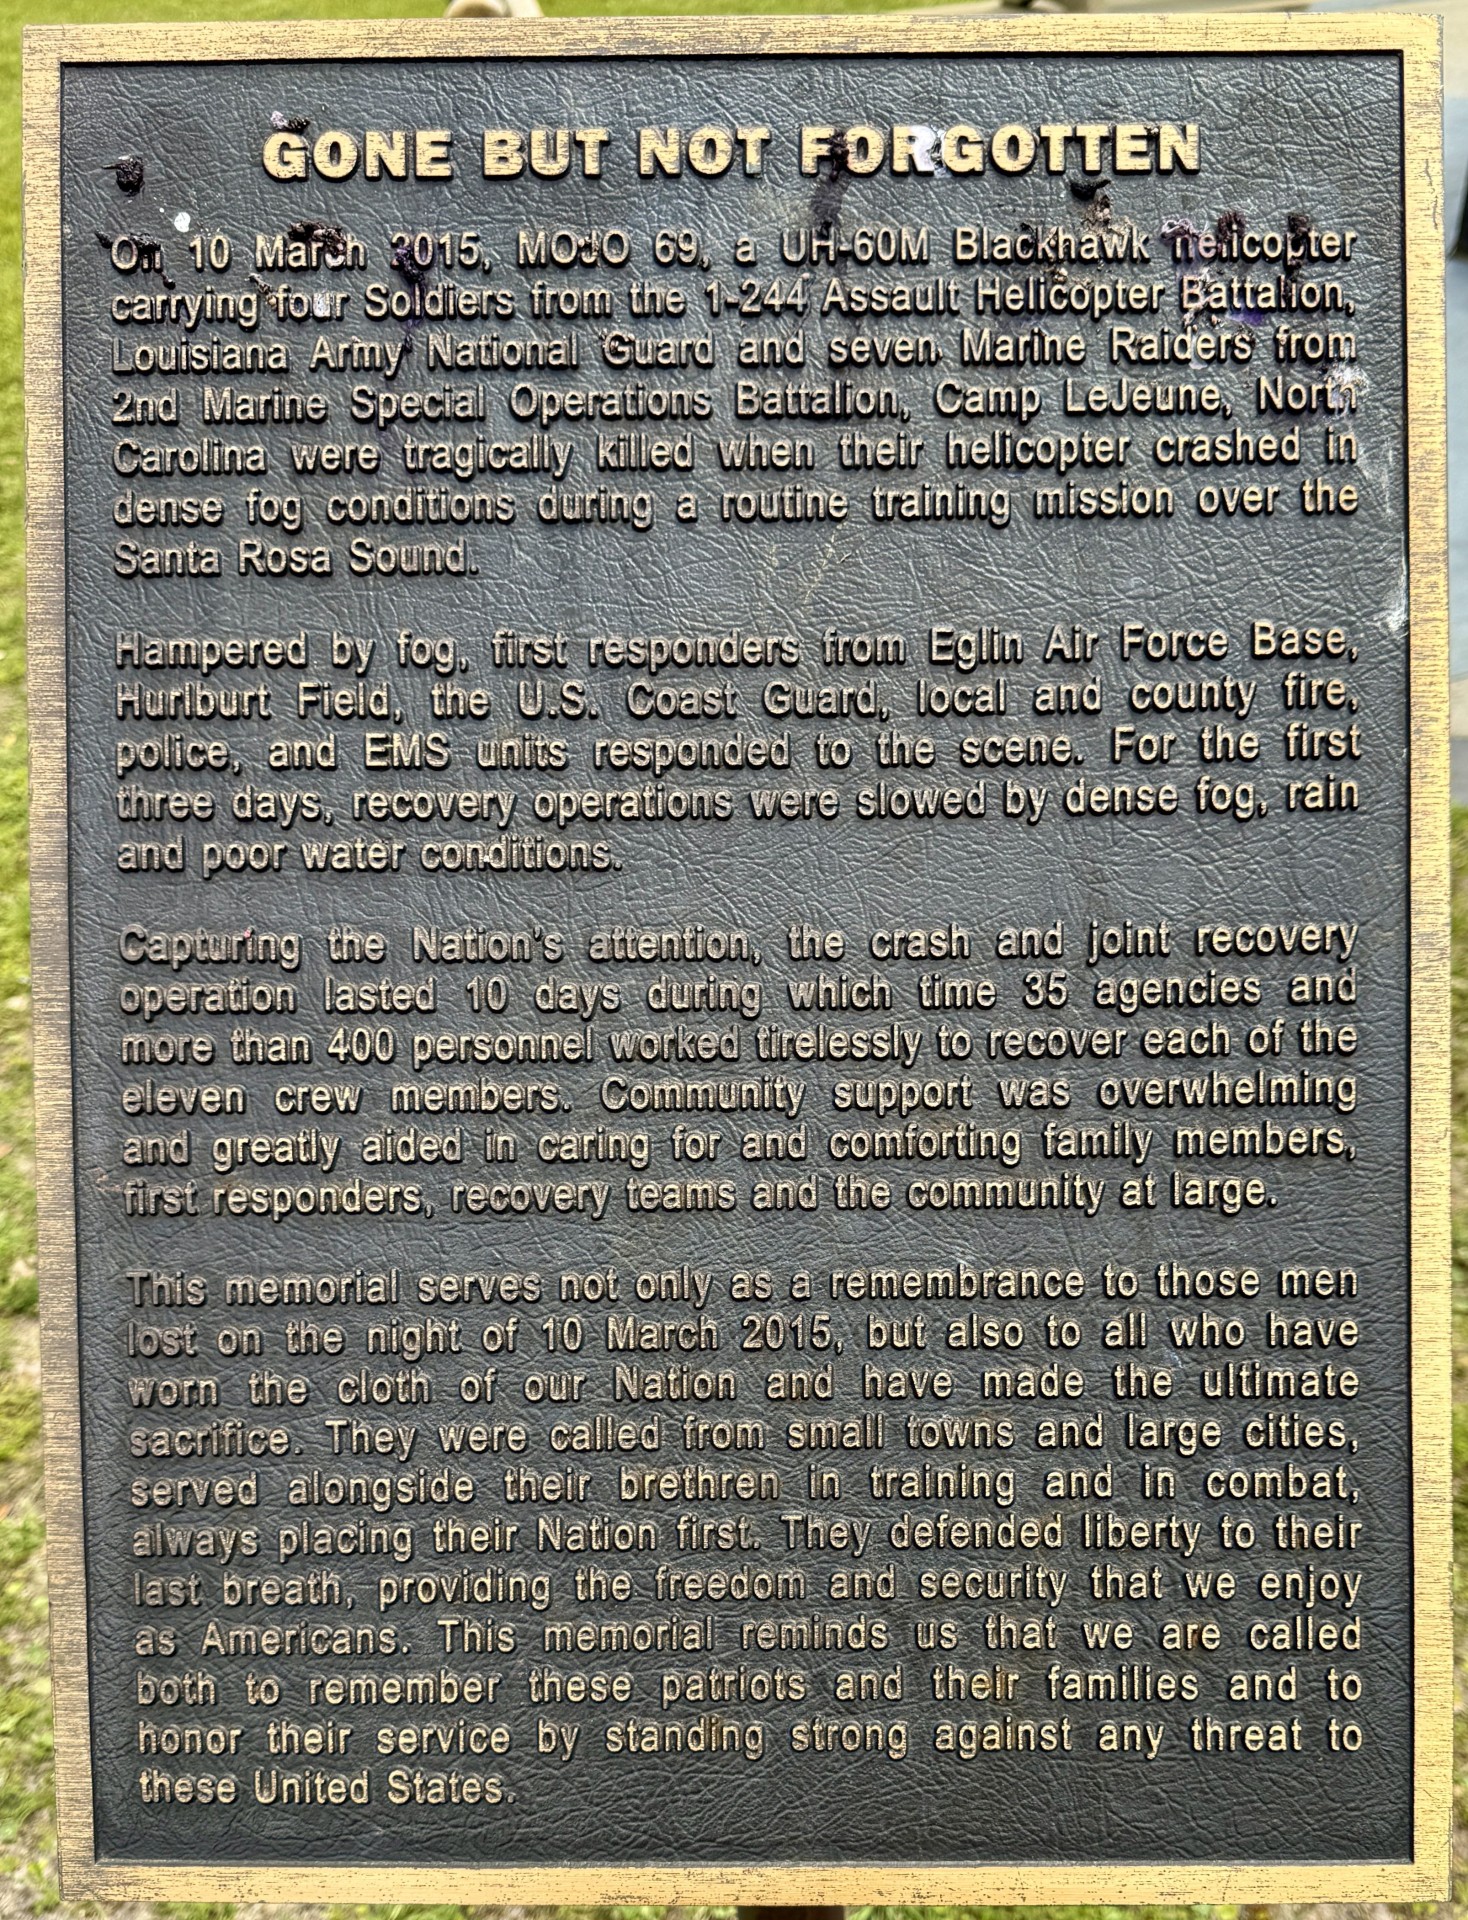 GONE BUT NOT FORGOTTEN
On 10 March 2015, MOJO 69, a UH-60M Blackhawk helicopter
carrying four Soldiers from the 1-244 Assault Helicopter Battalion,
Louisiana Army National Guard and seven Marine Raiders from
2nd Marine Special Operations Battalion, Camp LeJeune, North
Carolina were tragically killed when their helicopter crashed in
dense fog conditions during a routine training mission over the
Santa Rosa Sound.
Hampered by fog, first responders from Eglin Air Force Base,
Hurlburt Field, the U.S. Coast Guard, local and county fire,
police, and EMS units responded to the scene. For the first
three days, recovery operations were slowed by dense fog, rain
and poor water conditions.
Capturing the Nation's attention, the crash and joint recovery
operation lasted 10 days during which time 35 agencies and
more than 400 personnel worked tirelessly to recover each of the
eleven crew members. Community support was overwhelming
and greatly aided in caring for and comforting family members,
first responders, recovery teams and the community at large.
This memorial serves not only as a remembrance to those men
lost on the night of 10 March 2015, but also to all who have
worn the cloth of our Nation and have made the ultimate
sacrifice. They were called from small towns and large cities,
served alongside their brethren in training and in combat,
always placing their Nation first. They defended liberty to their
last breath, providing the freedom and security that we enjoy
as Americans. This memorial reminds us that we are called
both to remember these patriots and their families and to
honor their service by standing strong against any threat to
these United States.